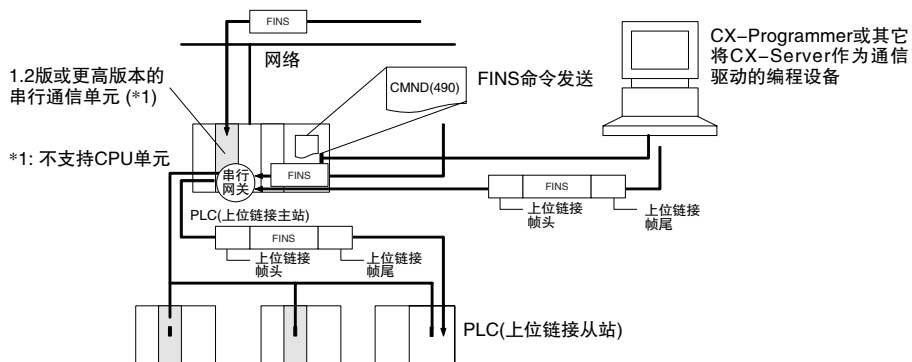 FINS
网络
1.2版或更高版本的
串行通信单元 (*1)
CMND(490)
FINS命令发送
CX-Programmer或其它
将CX-Server作为通信
驱动的编程设备
*1: 不支持CPU单元
串行
网关
FINS
FINS
上位链接
帧头
上位链接
帧尾
PLC(上位链接主站)
FINS
上位链接
帧头
上位链接
帧尾
PLC(上位链接从站)